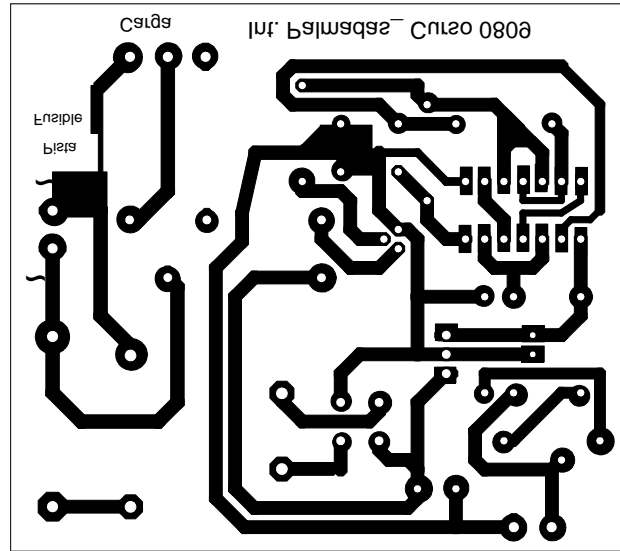 Carga
Int. Palmadas_ Curso 0809
Fusible
Pista
~
~